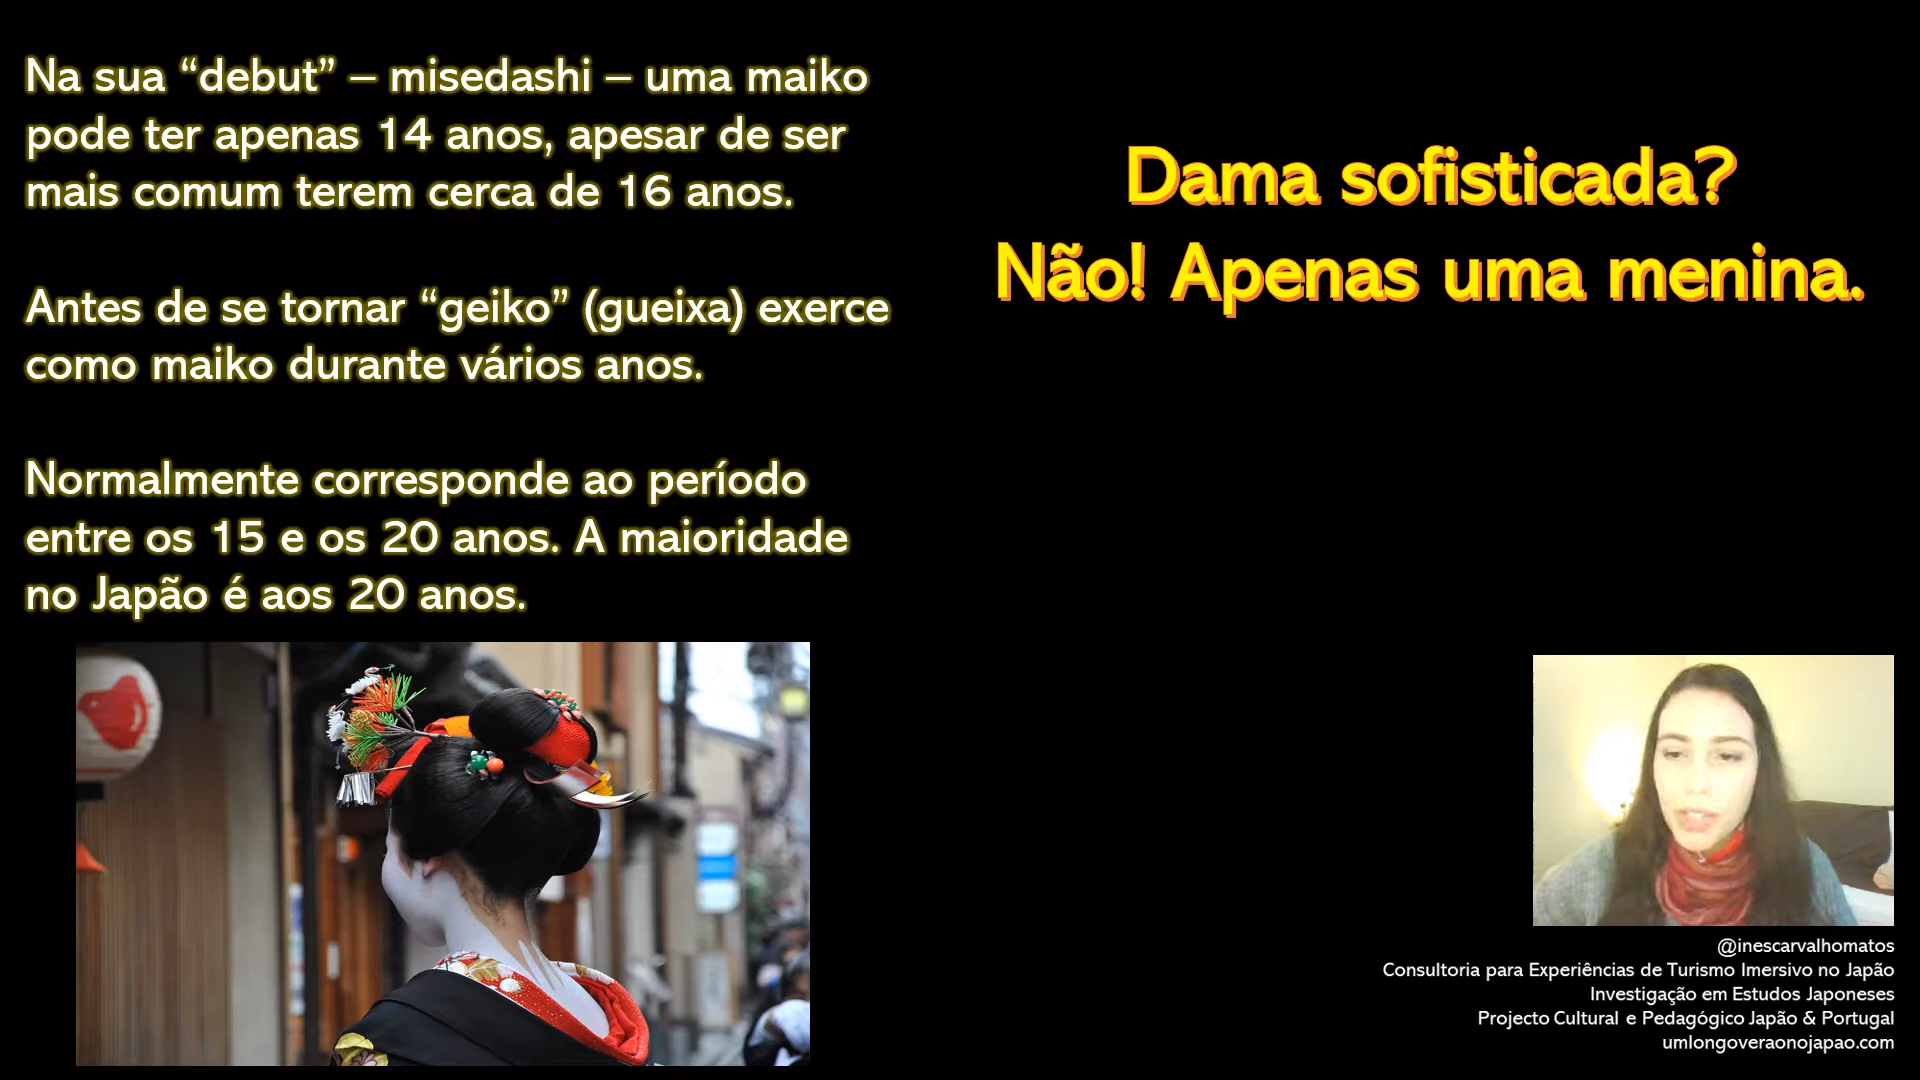 Na sua “debut” – misedashi – uma maiko
pode ter apenas 14 anos, apesar de ser
mais comum terem cerca de 16 anos.
Antes de se tornar “geiko” (gueixa) exerce
como maiko durante vários anos.
Normalmente corresponde ao período
entre os 15 e os 20 anos. A maioridade
no Japão é aos 20 anos.
Dama sofisticada?
Não! Apenas uma menina.
@inescarvalhomatos
Consultoria para Experiências de Turismo Imersivo no Japão
Investigação em Estudos Japoneses
Projecto Cultural e Pedagógico Japão & Portugal
umlongoveraonojapao.com